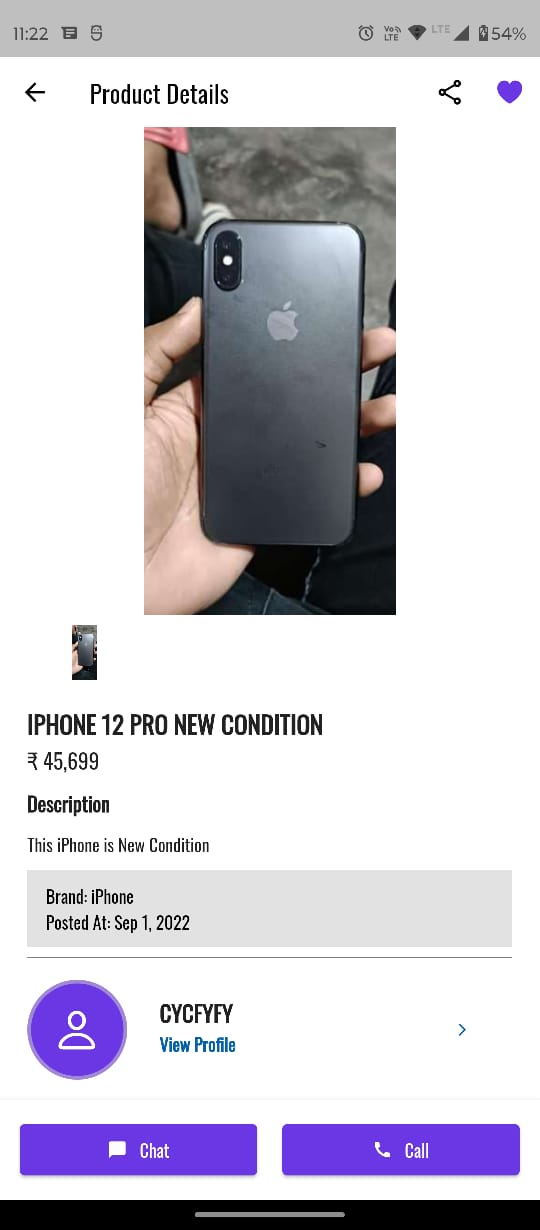 11:22 Vo)) LTE LTE 54%
Product Details
IPHONE 12 PRO NEW CONDITION
₹ 45,699
Description
This iPhone is New Condition
Brand: iPhone
Posted At: Sep 1, 2022
CYCFYFY
View Profile
Chat Call